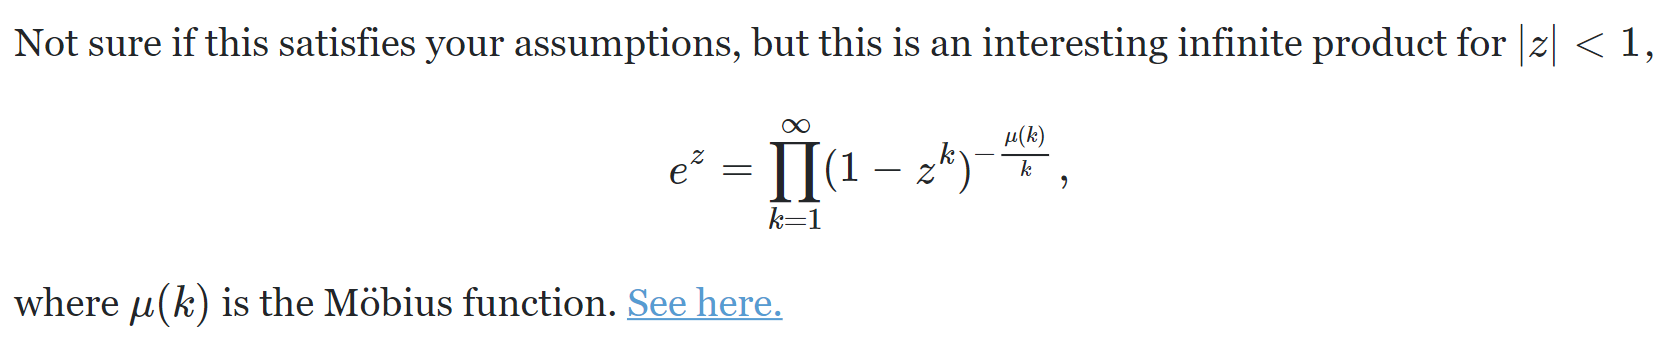 Not sure if this satisfies your assumptions, but this is an interesting infinite product for |z| < 1,
e^z = ∏_{k=1}^{∞} (1 − z^k)^{−μ(k)/k},
where μ(k) is the Möbius function. See here.